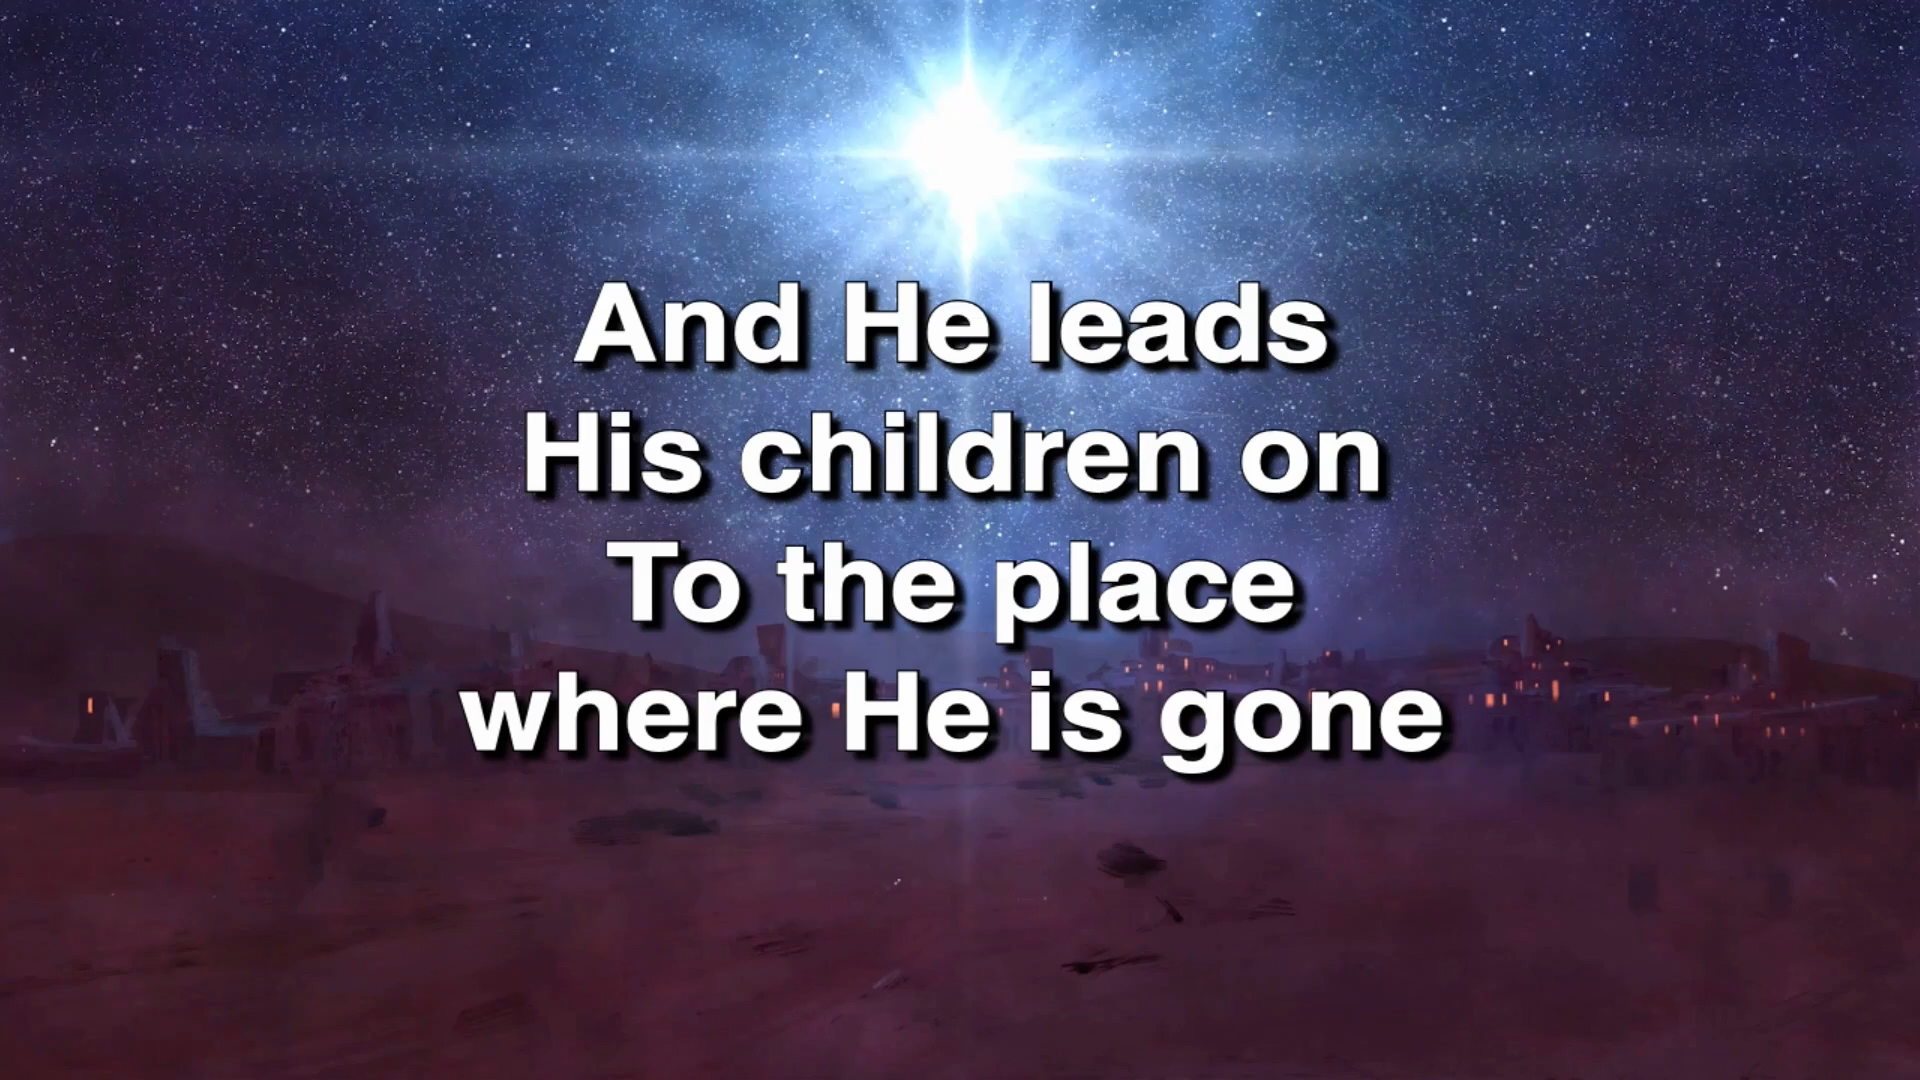 And He leads
His children on
To the place
where He is gone